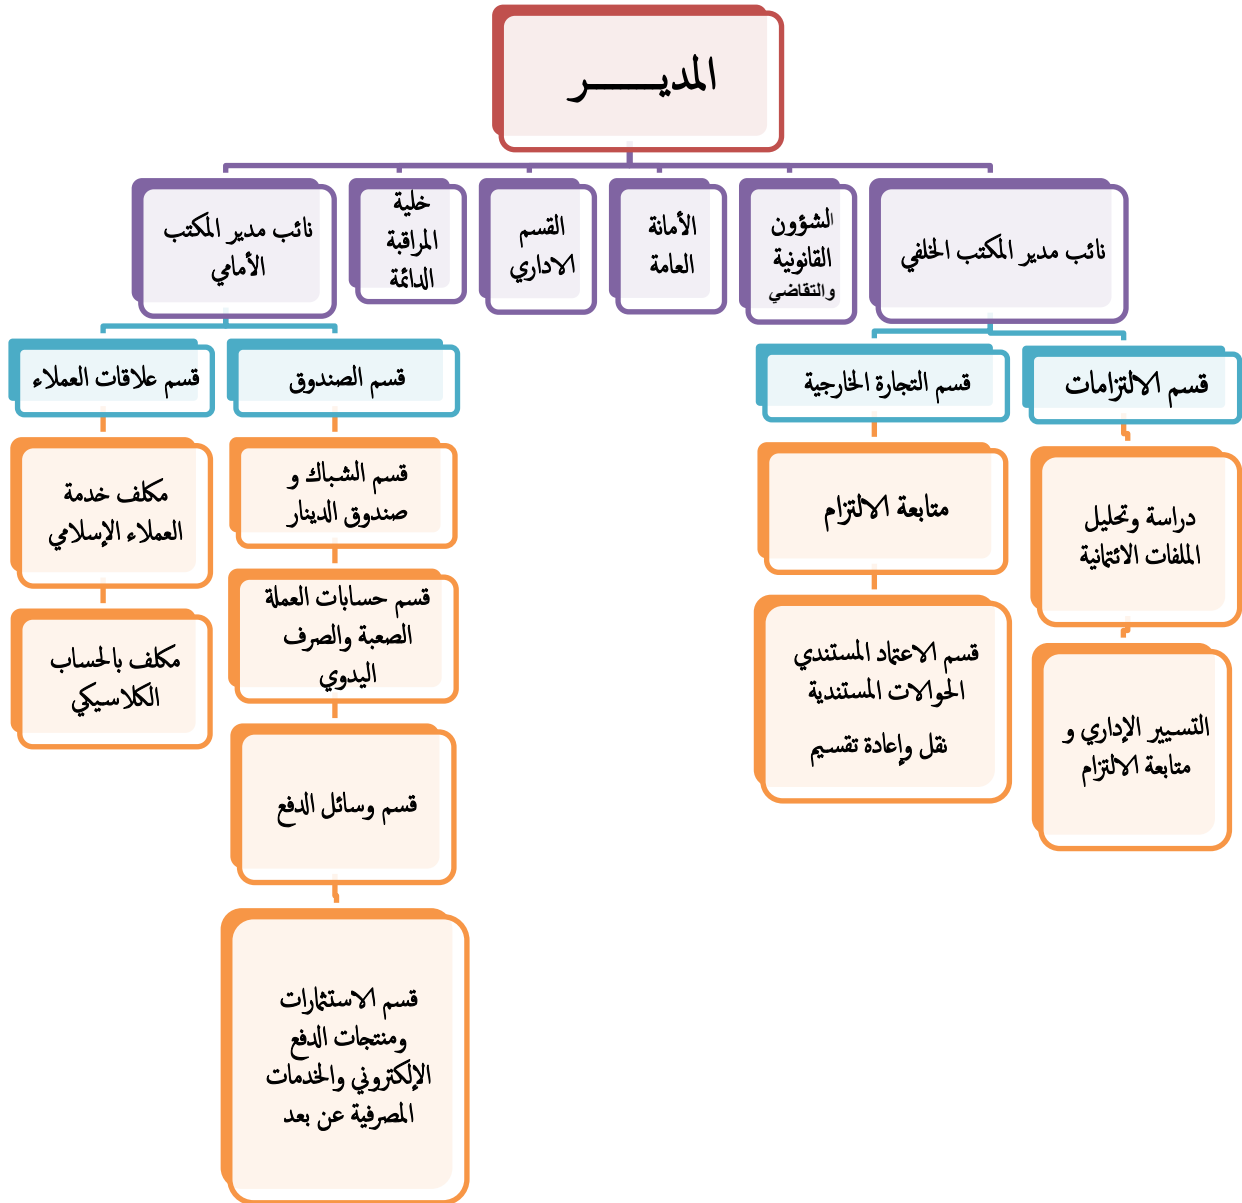 المديـــــــر
نائب مدير المكتب الخلفي
الشؤون
القانونية
والتقاضي
الأمانة
العامة
القسم
الاداري
خلية
المراقبة
الدائمة
نائب مدير المكتب
الأمامي
قسم الالتزامات
قسم التجارة الخارجية
قسم الصندوق
قسم علاقات العملاء
دراسة وتحليل
الملفات الائتمانية
التسيير الإداري و
متابعة الالتزام
متابعة الالتزام
قسم الاعتماد المستندي
الحوالات المستندية
نقل وإعادة تقسيم
قسم الشباك و
صندوق الدينار
قسم حسابات العملة
الصعبة والصرف
اليدوي
قسم وسائل الدفع
قسم الاستثمارات
ومنتجات الدفع
الإلكتروني والخدمات
المصرفية عن بعد
مكلف خدمة
العملاء الإسلامي
مكلف بالحساب
الكلاسيكي